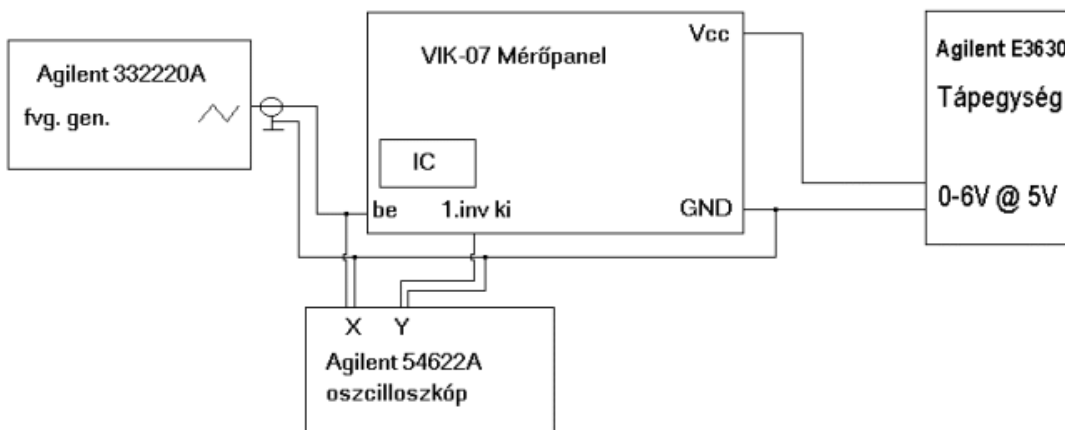 Agilent 332220A
fvg. gen.
VIK-07 Mérőpanel
Vcc
IC
be
1.inv ki
GND
Agilent E3630
Tápegység
0-6V @ 5V
X
Y
Agilent 54622A
oszcilloszkóp